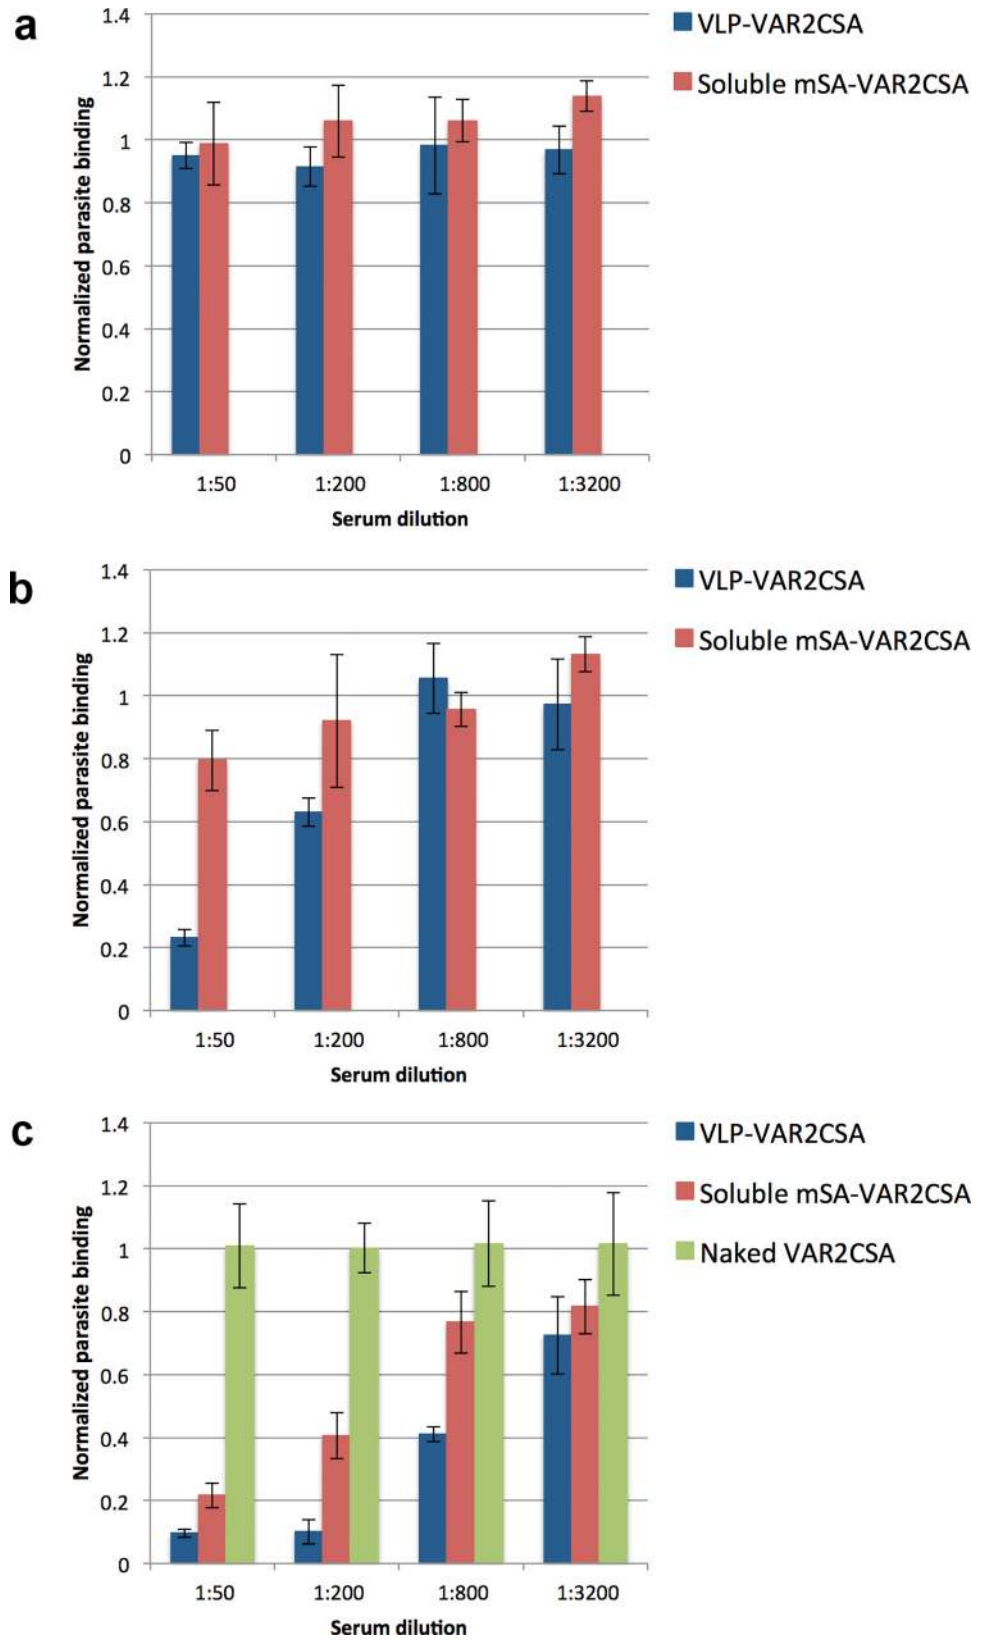 a
1.4
1.2
1
0.8
0.6
0.4
0.2
0
Normalized parasite binding
1:50 1:200 1:800 1:3200
Serum dilution
VLP-VAR2CSA
Soluble mSA-VAR2CSA
b
1.4
1.2
1
0.8
0.6
0.4
0.2
0
Normalized parasite binding
1:50 1:200 1:800 1:3200
Serum dilution
VLP-VAR2CSA
Soluble mSA-VAR2CSA
c
1.4
1.2
1
0.8
0.6
0.4
0.2
0
Normalized parasite binding
1:50 1:200 1:800 1:3200
Serum dilution
VLP-VAR2CSA
Soluble mSA-VAR2CSA
Naked VAR2CSA